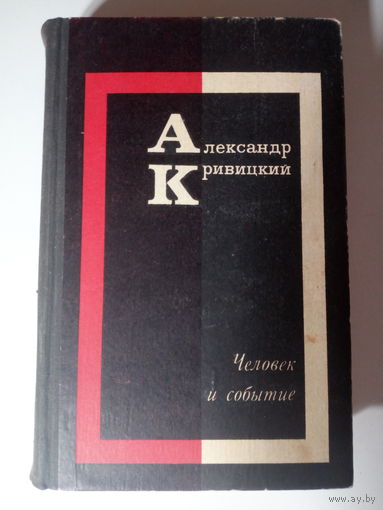 Александр
Кривицкий
Человек
и событие
www.ay.by